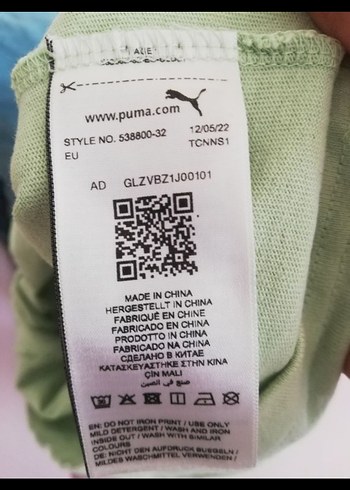 www.puma.com
STYLE NO. 538800-32 12/05/22
EU TCNNS1
AD GLZVBZ1J00101
MADE IN CHINA
HERGESTELLT IN CHINA
FABRIQUÉ EN CHINE
FABRICADO EN CHINA
PRODOTTO IN CHINA
FABRICADO NA CHINA
СДЕЛАНО В КИТАЕ
ΚΑΤΑΣΚΕΥΑΣΤΗΚΕ ΣΤΗΝ ΚΙΝΑ
ÇİN MALI
صنع في الصين
EN: DO NOT IRON PRINT / USE ONLY
MILD DETERGENT / WASH AND IRON
INSIDE OUT / WASH WITH SIMILAR
COLOURS
DE: NICHT DEN AUFDRUCK BUEGELN /
MILDES WASCHMITTEL VERWENDEN /